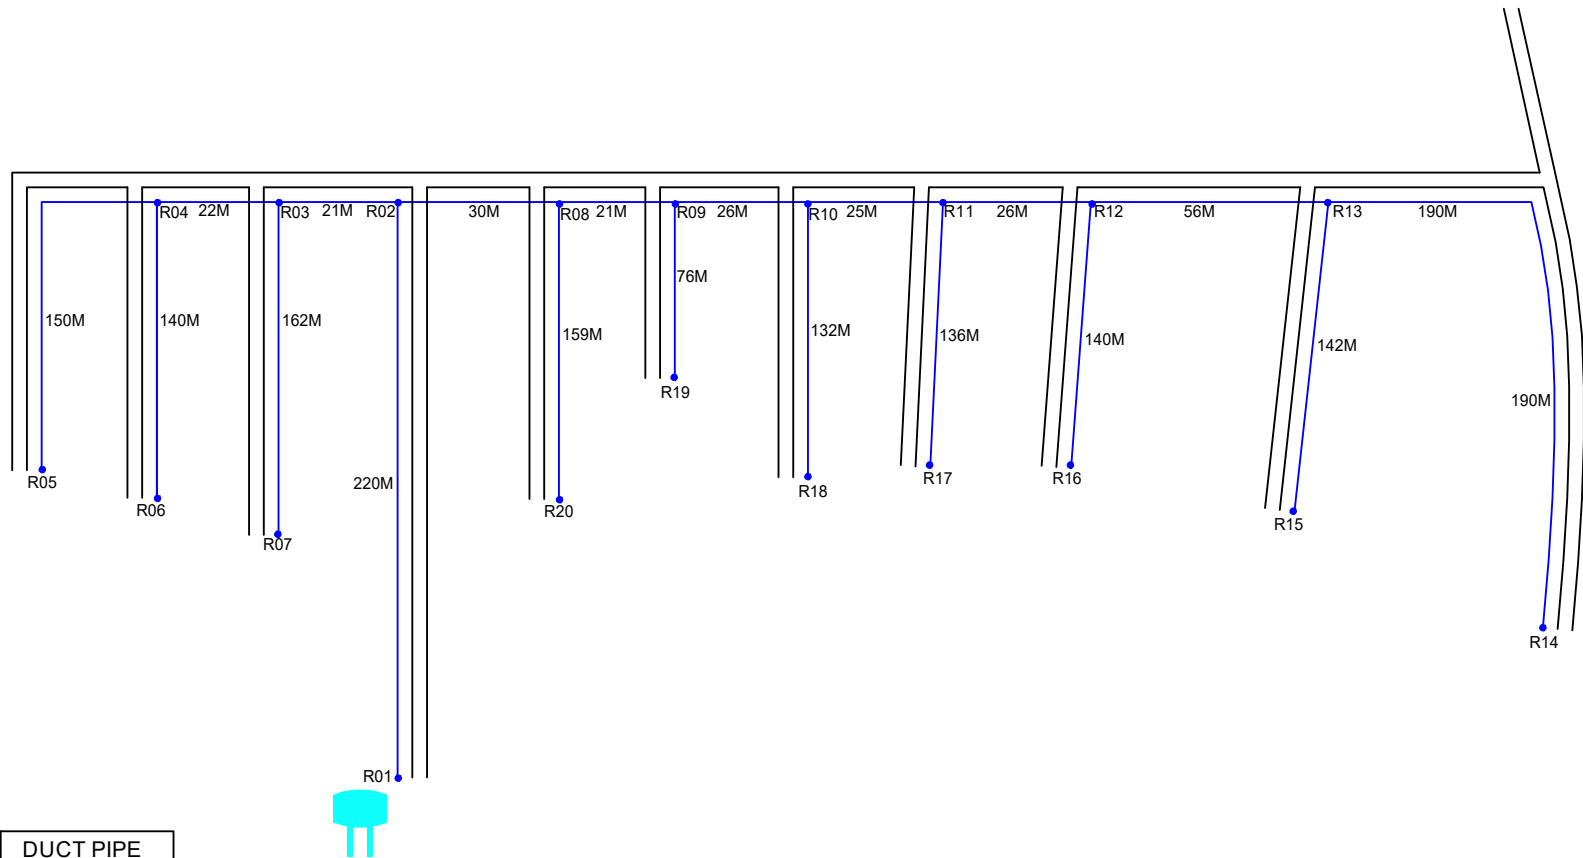 R04 22M R03 21M R02 30M R08 21M R09 26M R10 25M R11 26M R12 56M R13 190M
76M
150M 140M 162M 159M 132M 136M 140M 142M
R19
190M
R05 R06 R07 220M R20 R18 R17 R16 R15
R14
R01
DUCT PIPE